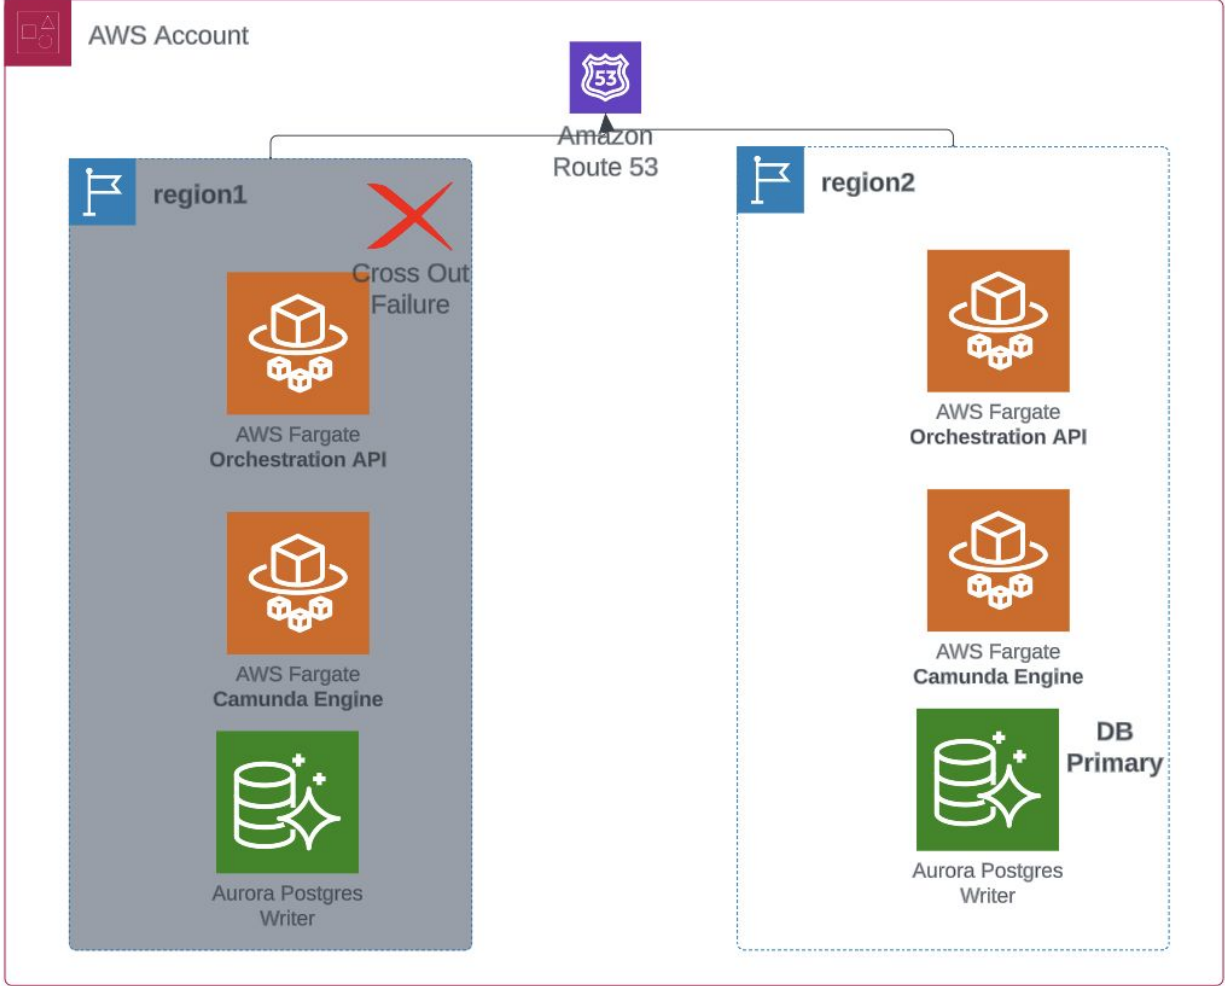 AWS Account
53
Amazon
Route 53
region1
Cross Out
Failure
AWS Fargate
Orchestration API
AWS Fargate
Camunda Engine
Aurora Postgres
Writer
region2
AWS Fargate
Orchestration API
AWS Fargate
Camunda Engine
DB
Primary
Aurora Postgres
Writer